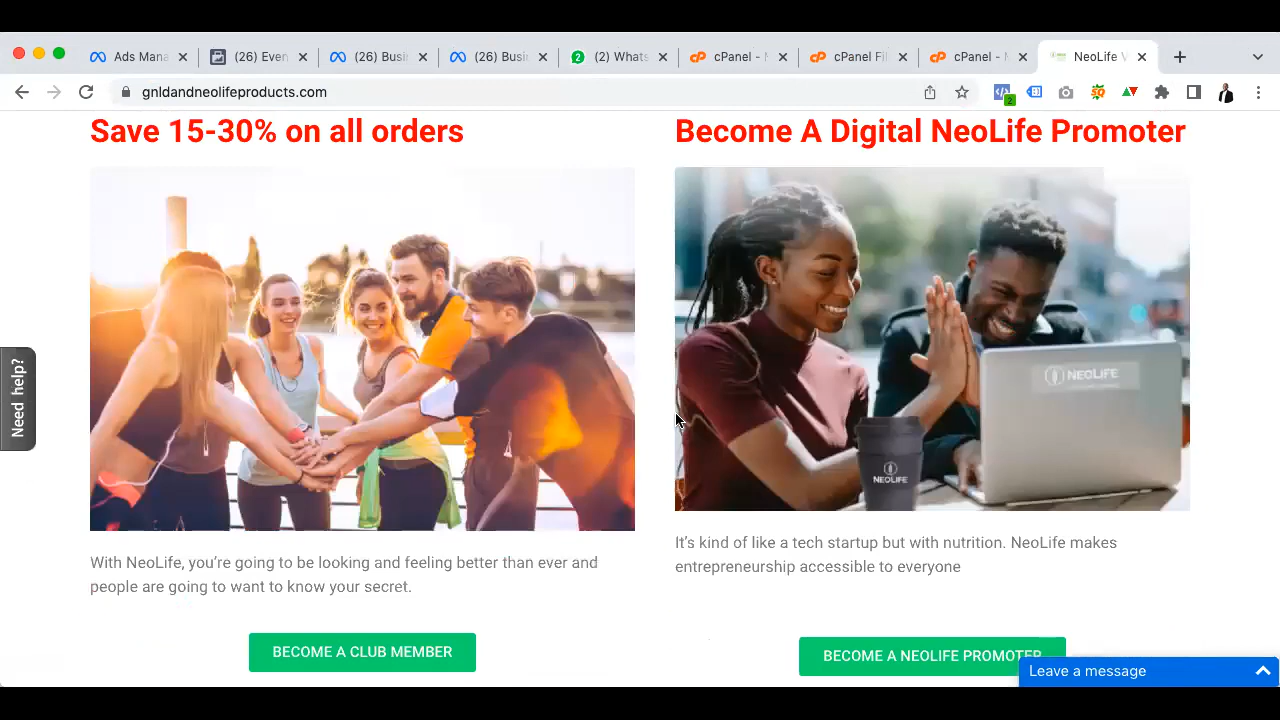 Ads Mana
(26) Even
(26) Busi
(26) Busi
(2) Whats
cPanel -
cPanel Fi
cPanel -
NeoLife V
gnldandneolifeproducts.com
2
Save 15-30% on all orders
Become A Digital NeoLife Promoter
NEOLIFE
NEOLIFE
Need help?
With NeoLife, you’re going to be looking and feeling better than ever and
people are going to want to know your secret.
It’s kind of like a tech startup but with nutrition. NeoLife makes
entrepreneurship accessible to everyone
BECOME A CLUB MEMBER
BECOME A NEOLIFE PROMOTER
Leave a message